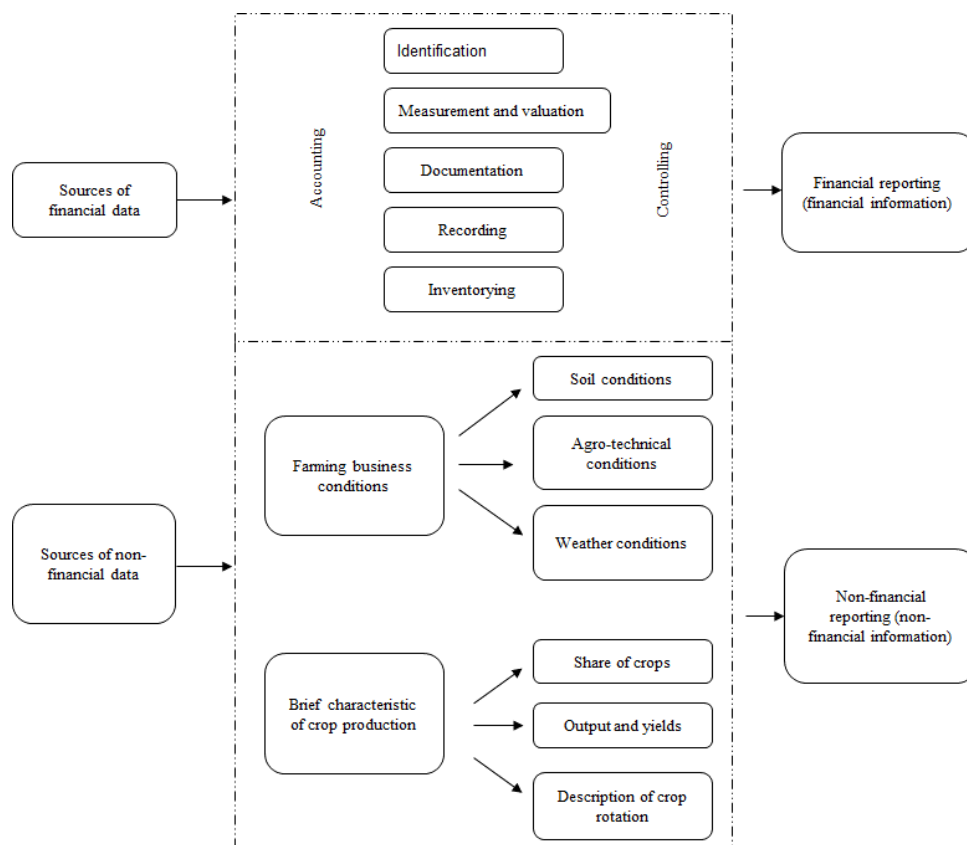 Identification
Measurement and valuation
Documentation
Recording
Inventorying
Accounting
Controlling
Sources of
financial data
Financial reporting
(financial information)
Soil conditions
Agro-technical
conditions
Weather conditions
Farming business
conditions
Sources of non-
financial data
Non-financial
reporting (non-
financial information)
Brief characteristic
of crop production
Share of crops
Output and yields
Description of crop
rotation